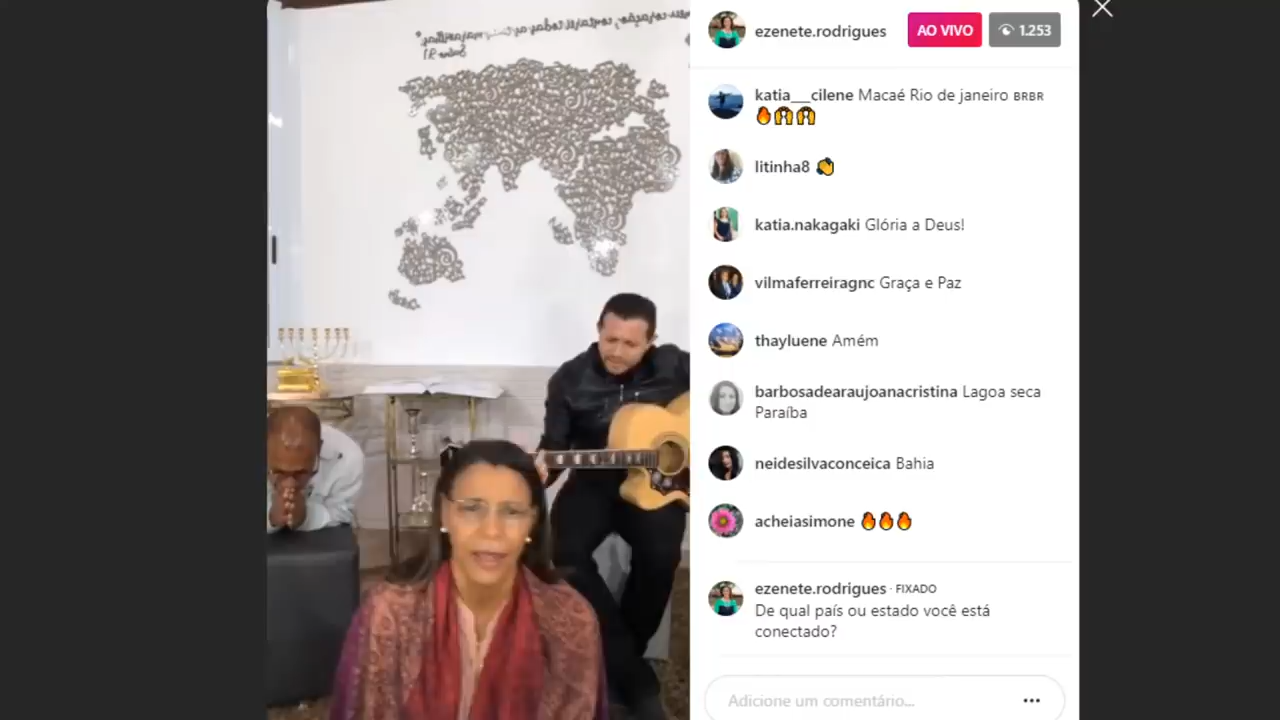 ezenete.rodrigues AO VIVO 1.253
katia___cilene Macaé Rio de janeiro BRBR
litinha8
katia.nakagaki Glória a Deus!
vilmaferreiragnc Graça e Paz
thayluene Amém
barbosadearaujoanacristina Lagoa seca
Paraíba
neidesilvaconceica Bahia
acheiasimone
ezenete.rodrigues · FIXADO
De qual país ou estado você está
conectado?
Adicione um comentário...